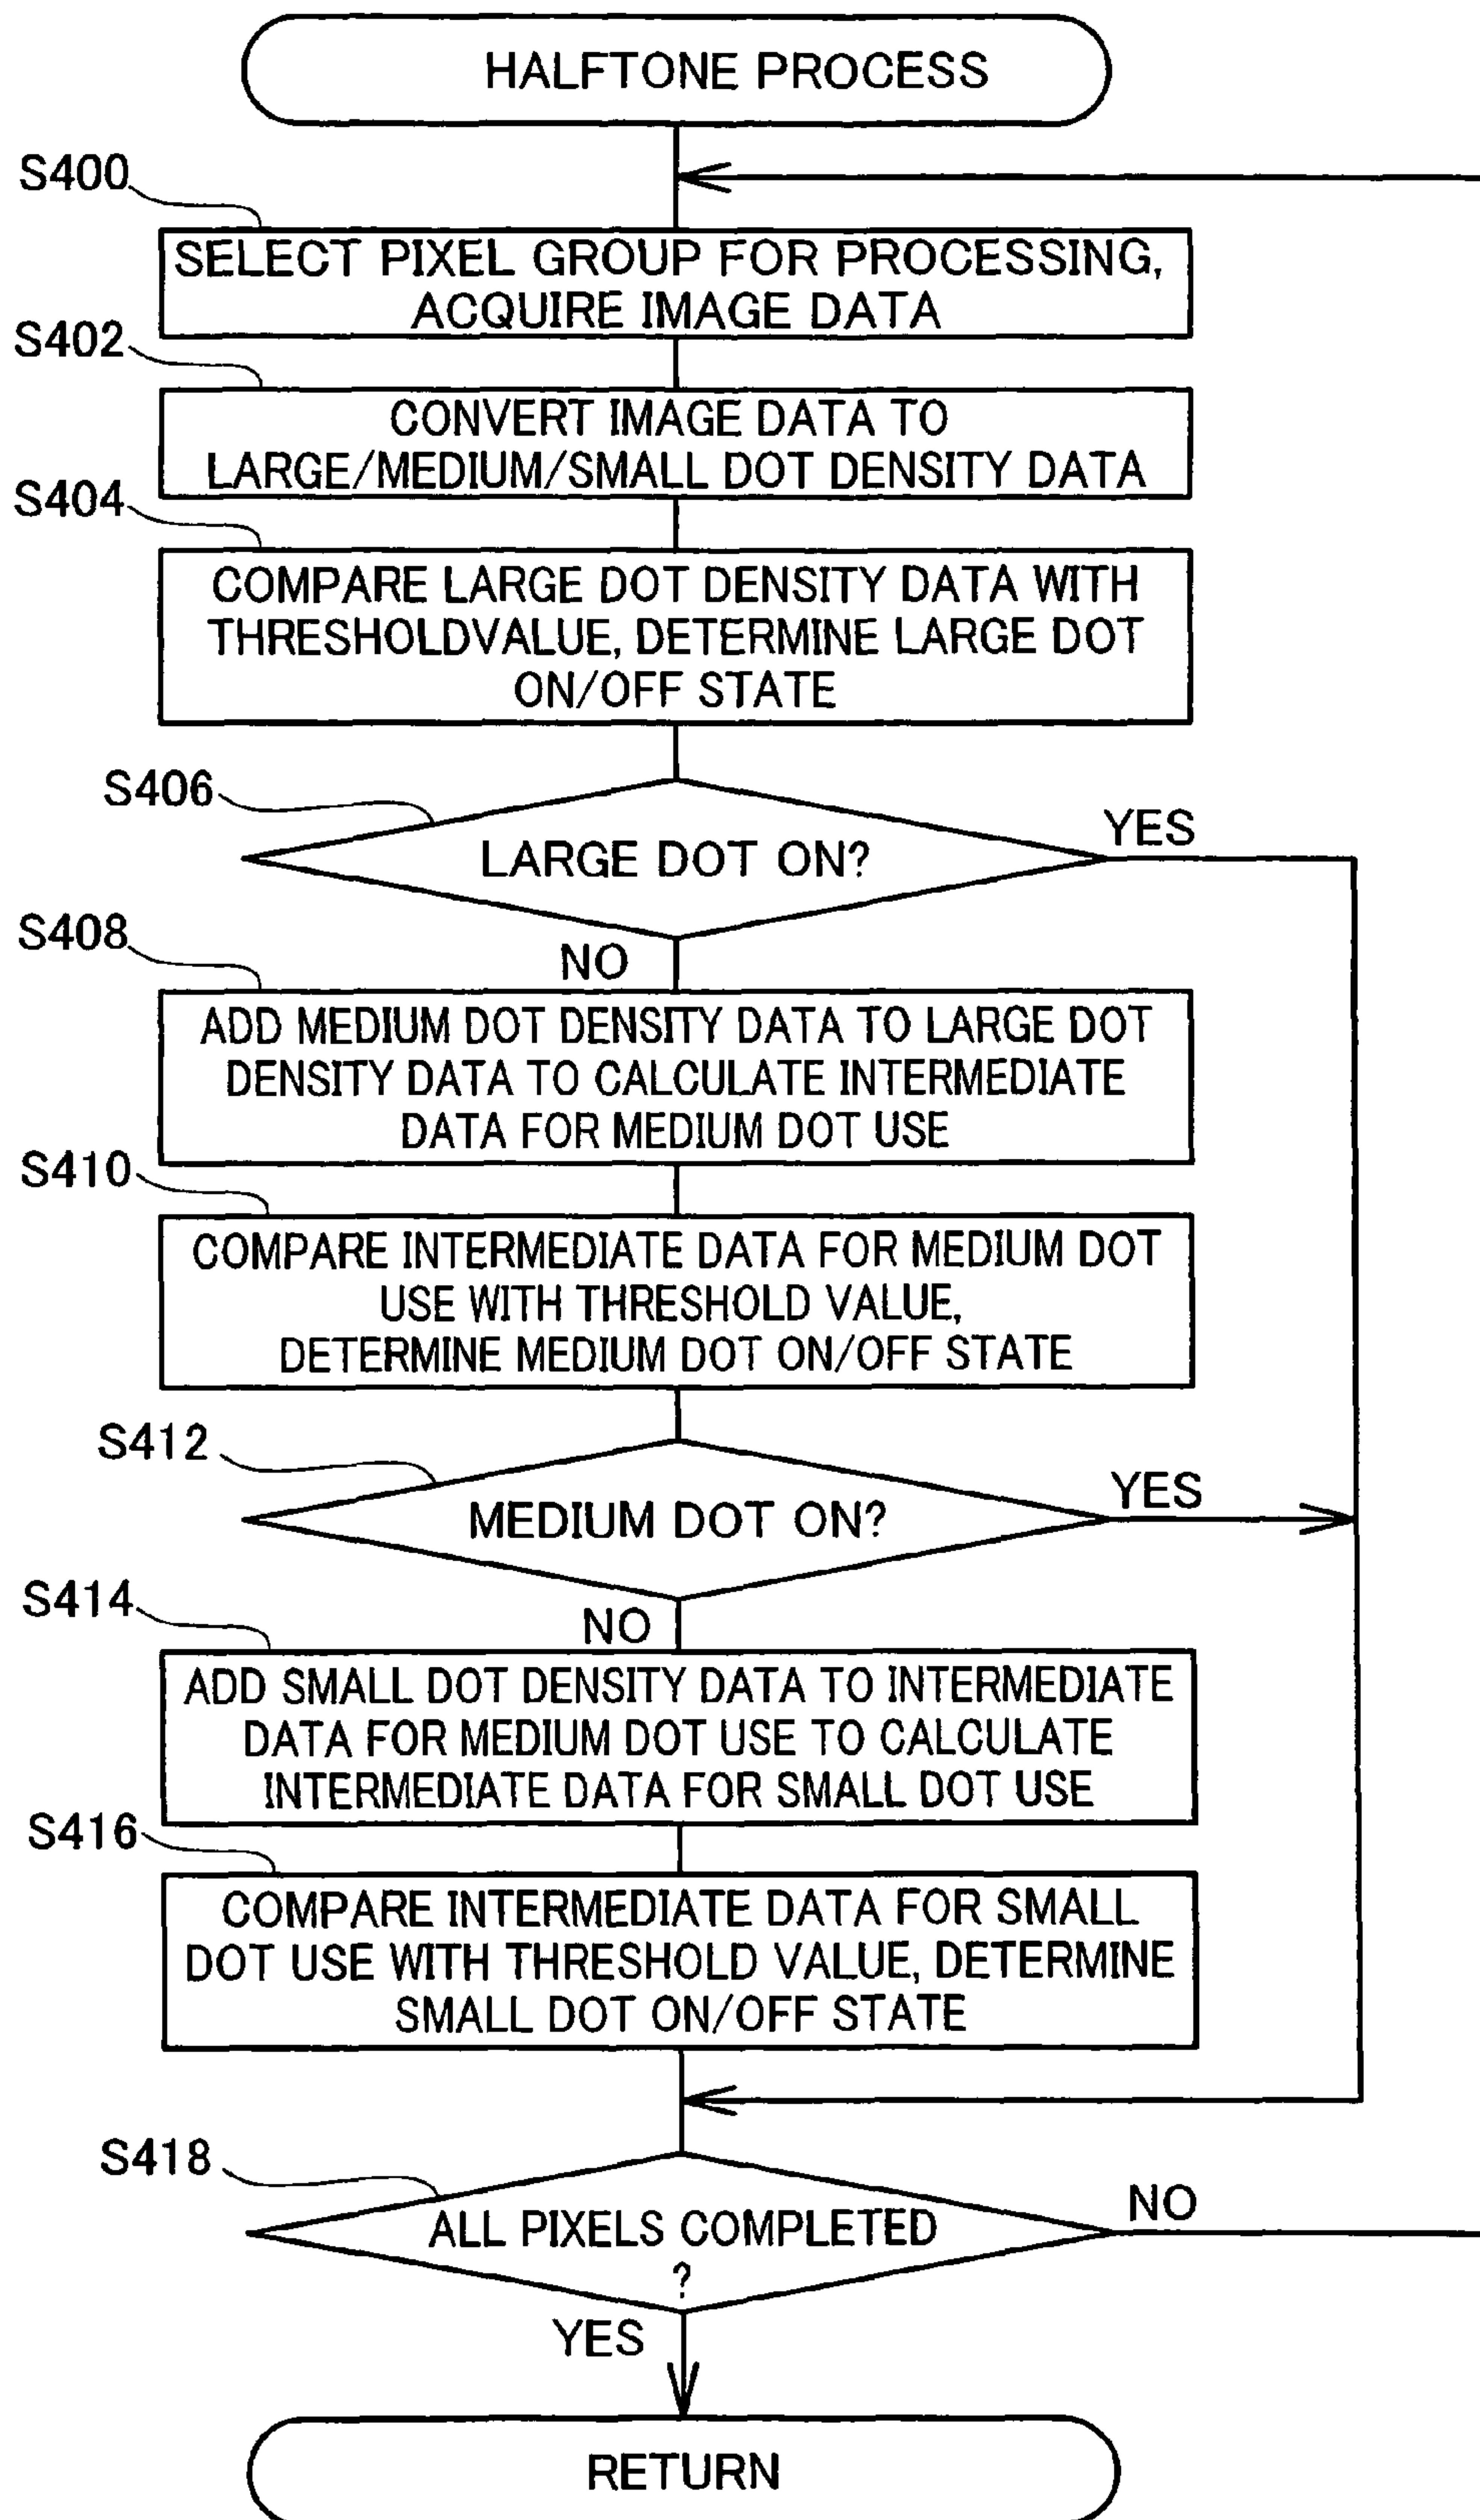 HALFTONE PROCESS
S400
SELECT PIXEL GROUP FOR PROCESSING,
ACQUIRE IMAGE DATA
S402
CONVERT IMAGE DATA TO
LARGE/MEDIUM/SMALL DOT DENSITY DATA
S404
COMPARE LARGE DOT DENSITY DATA WITH
THRESHOLDVALUE, DETERMINE LARGE DOT
ON/OFF STATE
S406
LARGE DOT ON?
YES
NO
S408
ADD MEDIUM DOT DENSITY DATA TO LARGE DOT
DENSITY DATA TO CALCULATE INTERMEDIATE
DATA FOR MEDIUM DOT USE
S410
COMPARE INTERMEDIATE DATA FOR MEDIUM DOT
USE WITH THRESHOLD VALUE,
DETERMINE MEDIUM DOT ON/OFF STATE
S412
MEDIUM DOT ON?
YES
NO
S414
ADD SMALL DOT DENSITY DATA TO INTERMEDIATE
DATA FOR MEDIUM DOT USE TO CALCULATE
INTERMEDIATE DATA FOR SMALL DOT USE
S416
COMPARE INTERMEDIATE DATA FOR SMALL
DOT USE WITH THRESHOLD VALUE, DETERMINE
SMALL DOT ON/OFF STATE
S418
ALL PIXELS COMPLETED
?
NO
YES
RETURN